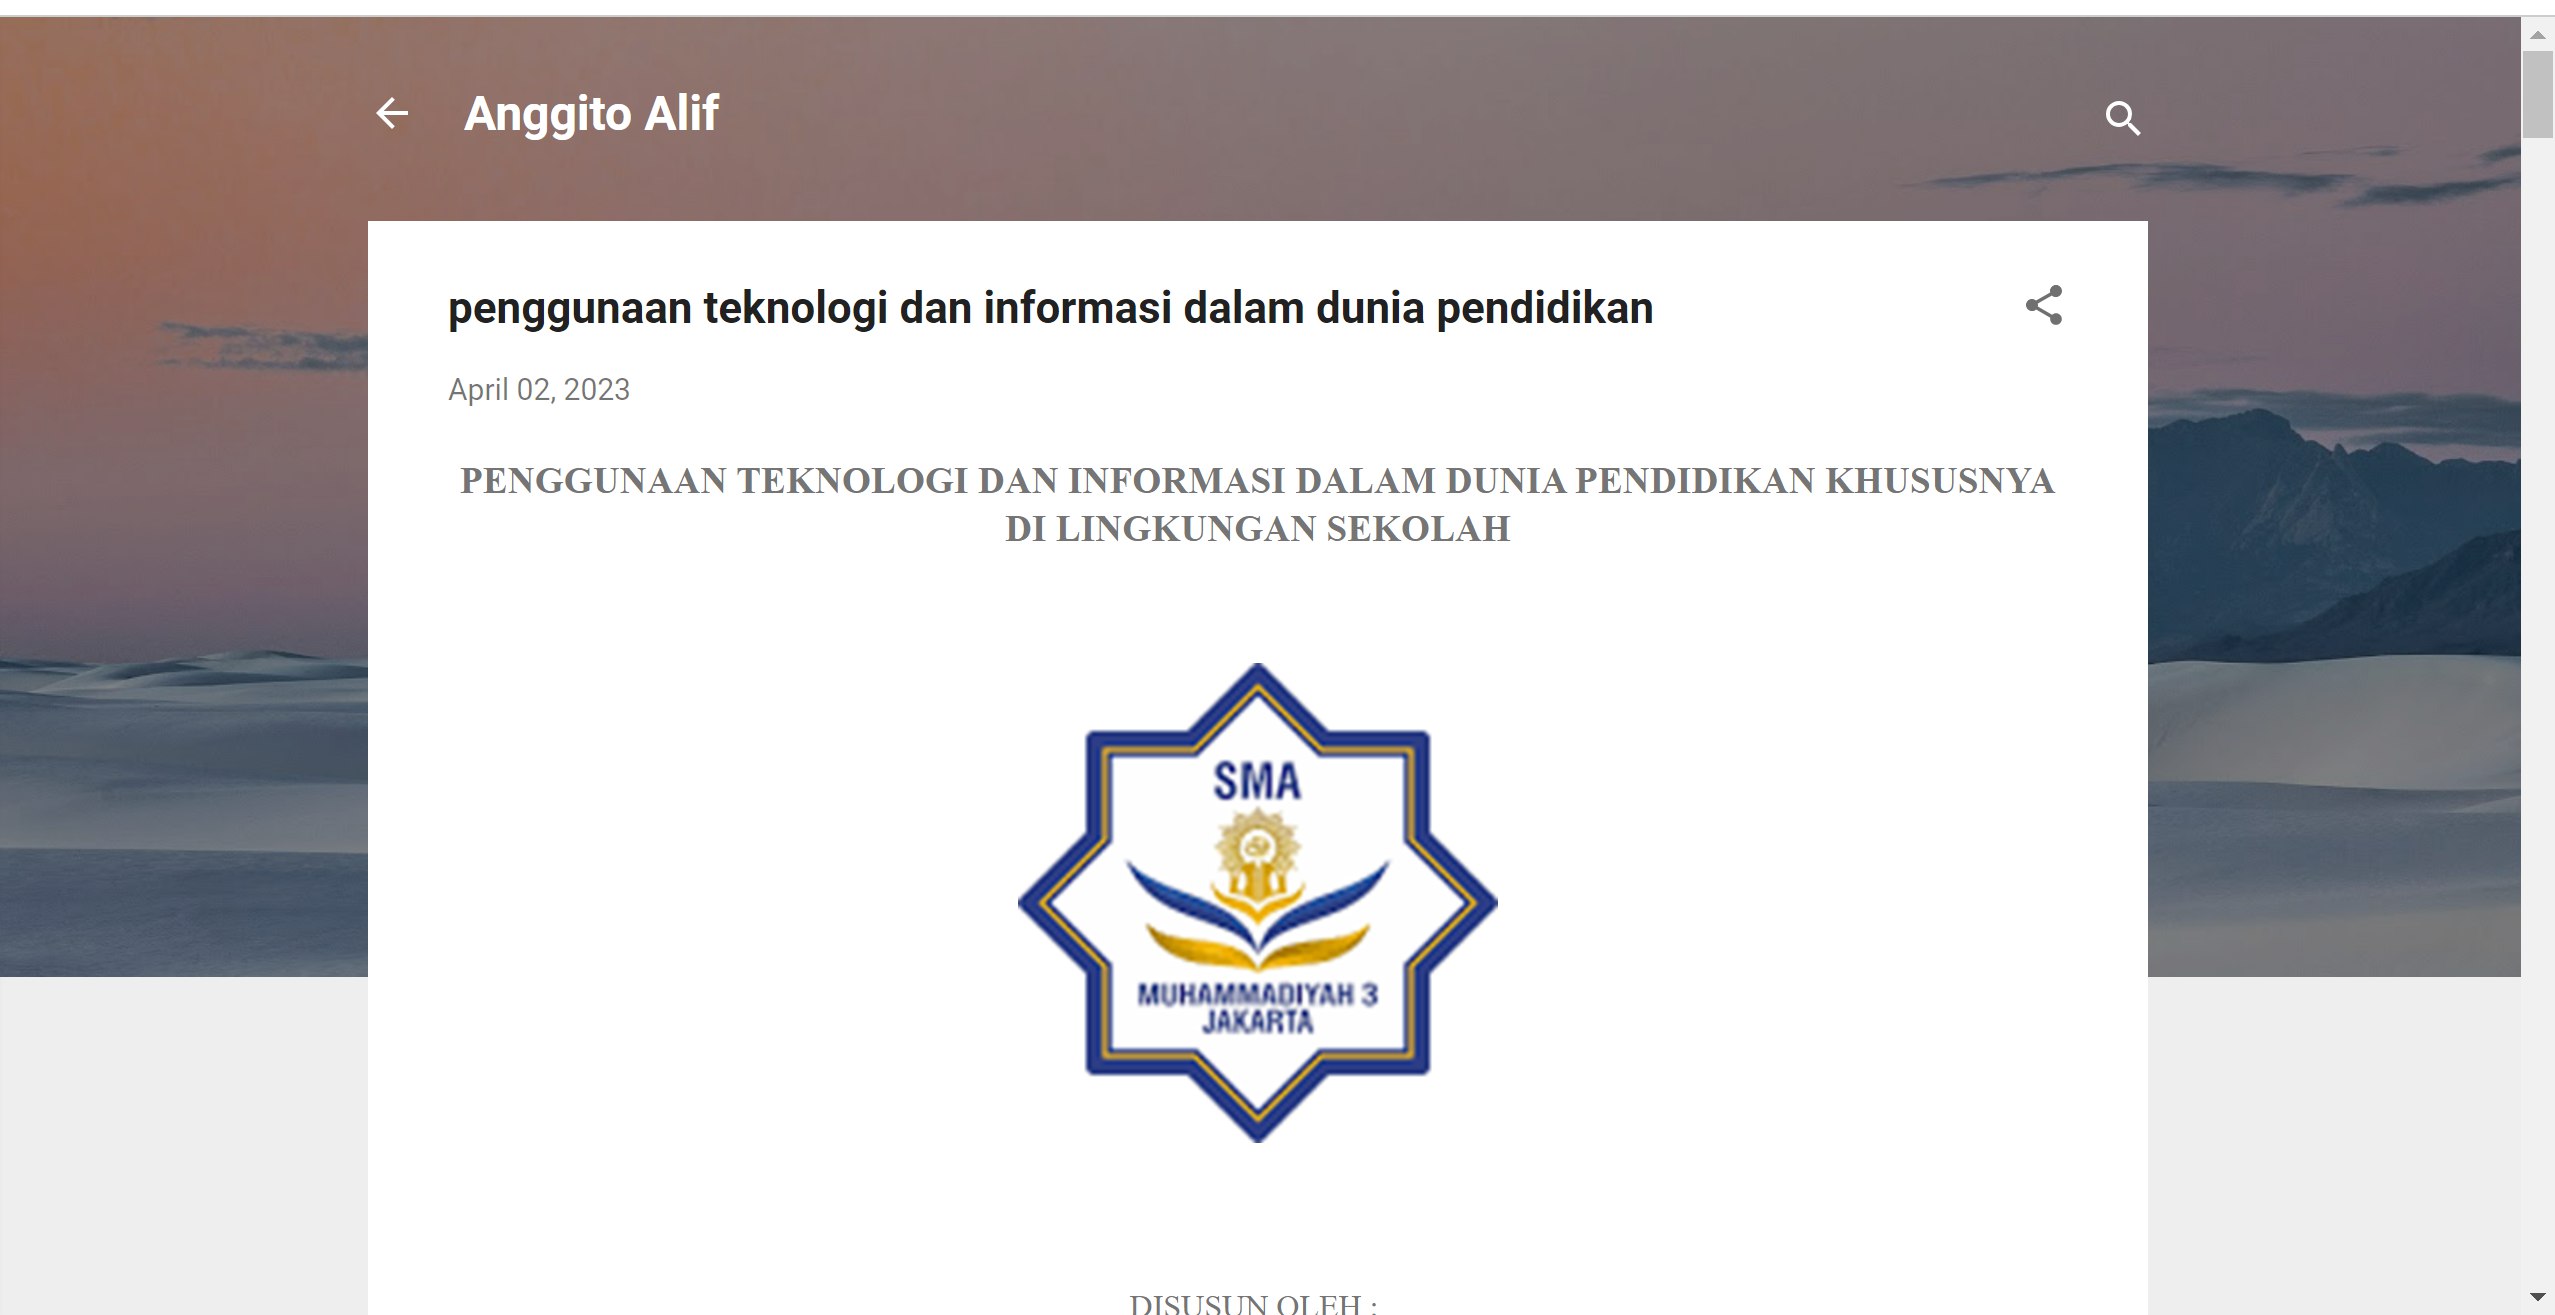 Anggito Alif
penggunaan teknologi dan informasi dalam dunia pendidikan
April 02, 2023
PENGGUNAAN TEKNOLOGI DAN INFORMASI DALAM DUNIA PENDIDIKAN KHUSUSNYA
DI LINGKUNGAN SEKOLAH
SMA
MUHAMMADIYAH 3
JAKARTA
DISUSUN OLEH :